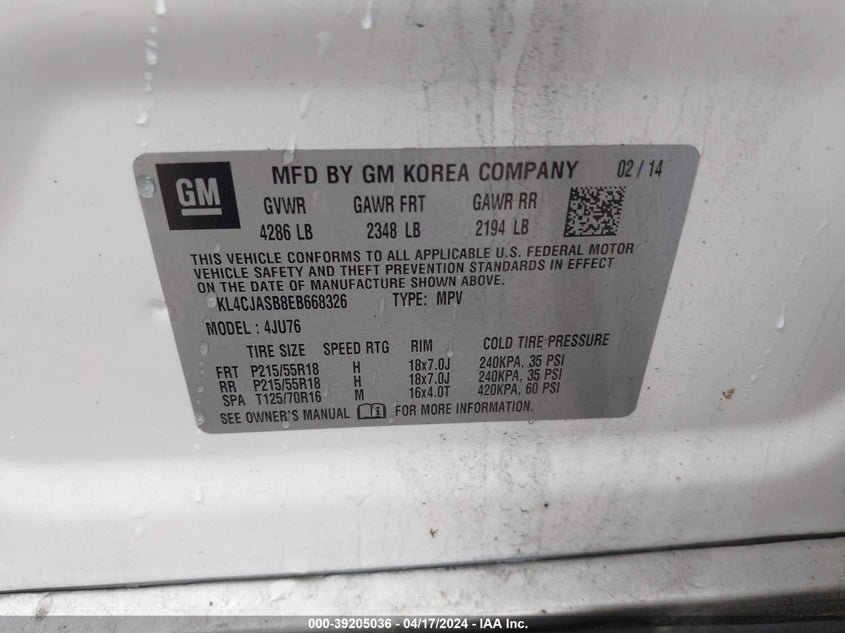 GM MFD BY GM KOREA COMPANY 02 / 14
GVWR GAWR FRT GAWR RR
4286 LB 2348 LB 2194 LB
THIS VEHICLE CONFORMS TO ALL APPLICABLE U.S. FEDERAL MOTOR
VEHICLE SAFETY AND THEFT PREVENTION STANDARDS IN EFFECT
ON THE DATE OF MANUFACTURE SHOWN ABOVE.
KL4CJASB8EB668326 TYPE: MPV
MODEL : 4JU76
TIRE SIZE SPEED RTG RIM COLD TIRE PRESSURE
FRT P215/55R18 H 18x7.0J 240KPA, 35 PSI
RR P215/55R18 H 18x7.0J 240KPA, 35 PSI
SPA T125/70R16 M 16x4.0T 420KPA, 60 PSI
SEE OWNER'S MANUAL i FOR MORE INFORMATION.
000-39205036 - 04/17/2024 - IAA Inc.